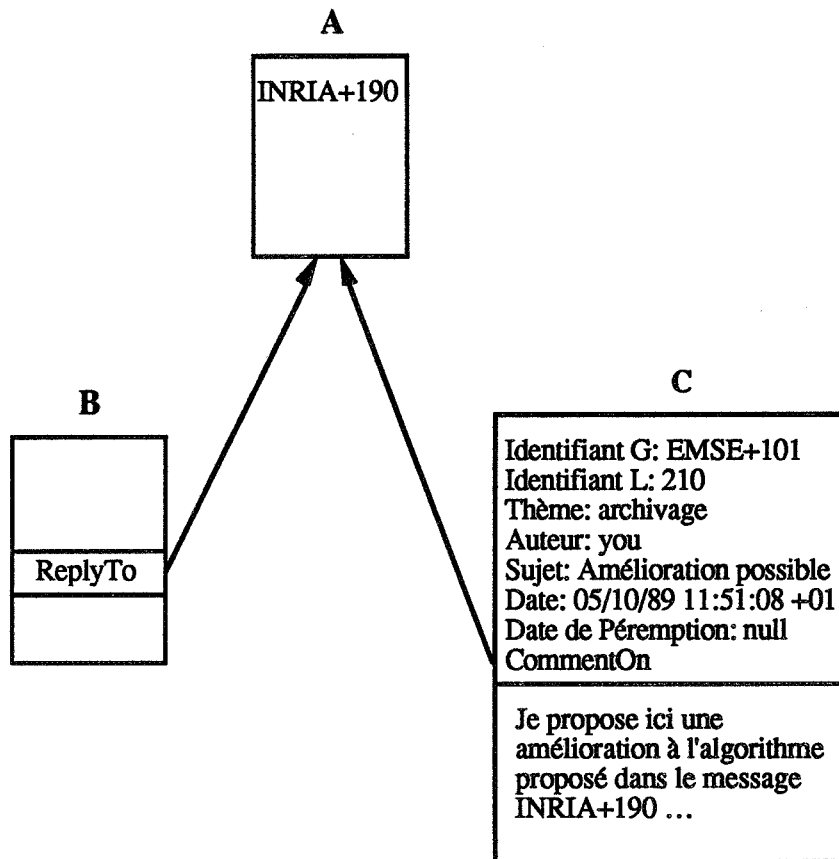 A
INRIA+190
B
ReplyTo
C
Identifiant G: EMSE+101
Identifiant L: 210
Thème: archivage
Auteur: you
Sujet: Amélioration possible
Date: 05/10/89 11:51:08 +01
Date de Péremption: null
CommentOn
Je propose ici une
amélioration à l'algorithme
proposé dans le message
INRIA+190 ...